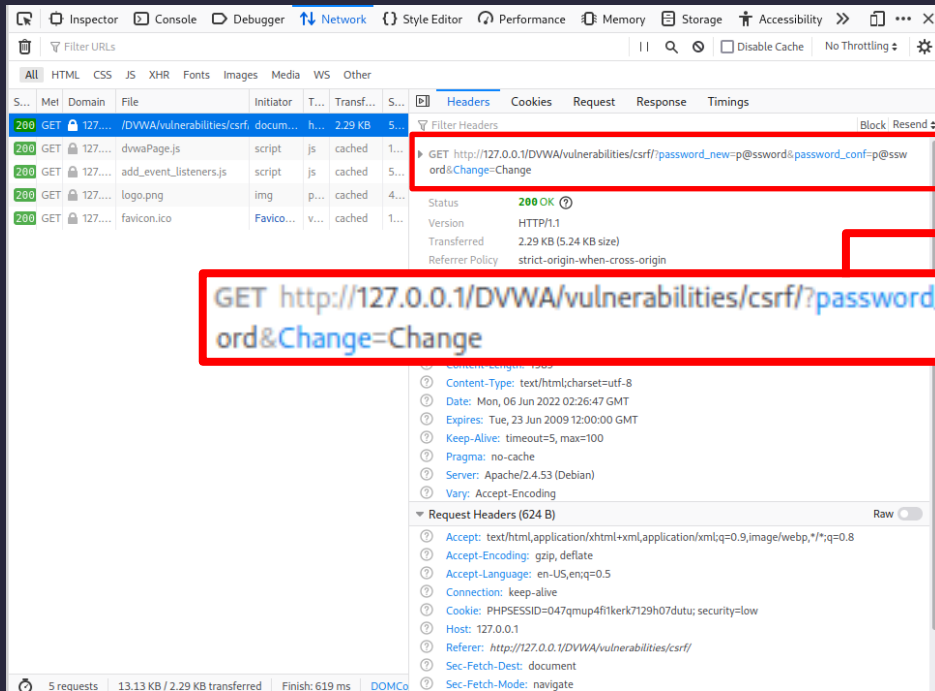 Inspector Console Debugger Network Style Editor Performance Memory Storage Accessibility
Filter URLs Disable Cache No Throttling
All HTML CSS JS XHR Fonts Images Media WS Other
S... Met Domain File Initiator T... Transf... S... Headers Cookies Request Response Timings
200 GET 127.... /DVWA/vulnerabilities/csrf/ docum... h... 2.29 KB 5...
200 GET 127.... dvwaPage.js script js cached 1...
200 GET 127.... add_event_listeners.js script js cached 5...
200 GET 127.... logo.png img p... cached 4...
200 GET 127.... favicon.ico Favico... v... cached 1...
Filter Headers Block Resend
GET http://127.0.0.1/DVWA/vulnerabilities/csrf/?password_new=p@ssword&password_conf=p@ssw
ord&Change=Change
Status 200 OK
Version HTTP/1.1
Transferred 2.29 KB (5.24 KB size)
Referrer Policy strict-origin-when-cross-origin
GET http://127.0.0.1/DVWA/vulnerabilities/csrf/?password_
ord&Change=Change
Content-Type: text/html;charset=utf-8
Date: Mon, 06 Jun 2022 02:26:47 GMT
Expires: Tue, 23 Jun 2009 12:00:00 GMT
Keep-Alive: timeout=5, max=100
Pragma: no-cache
Server: Apache/2.4.53 (Debian)
Vary: Accept-Encoding
Request Headers (624 B) Raw
Accept: text/html,application/xhtml+xml,application/xml;q=0.9,image/webp,*/*;q=0.8
Accept-Encoding: gzip, deflate
Accept-Language: en-US,en;q=0.5
Connection: keep-alive
Cookie: PHPSESSID=047qmup4fi1kerk7129h07dutu; security=low
Host: 127.0.0.1
Referer: http://127.0.0.1/DVWA/vulnerabilities/csrf/
Sec-Fetch-Dest: document
Sec-Fetch-Mode: navigate
5 requests 13.13 KB / 2.29 KB transferred Finish: 619 ms DOMCo